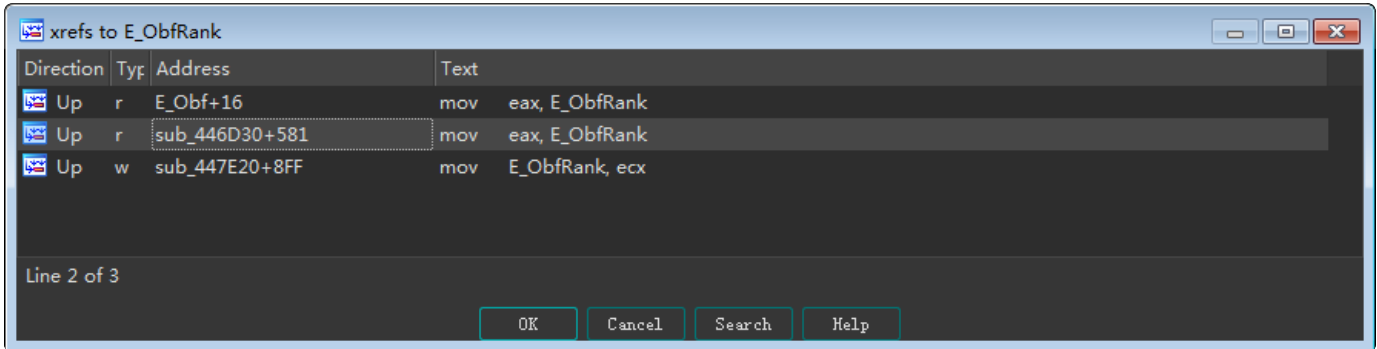 xrefs to E_ObfRank
Direction Typ Address Text
Up r E_Obf+16 mov eax, E_ObfRank
Up r sub_446D30+581 mov eax, E_ObfRank
Up w sub_447E20+8FF mov E_ObfRank, ecx
Line 2 of 3
OK Cancel Search Help